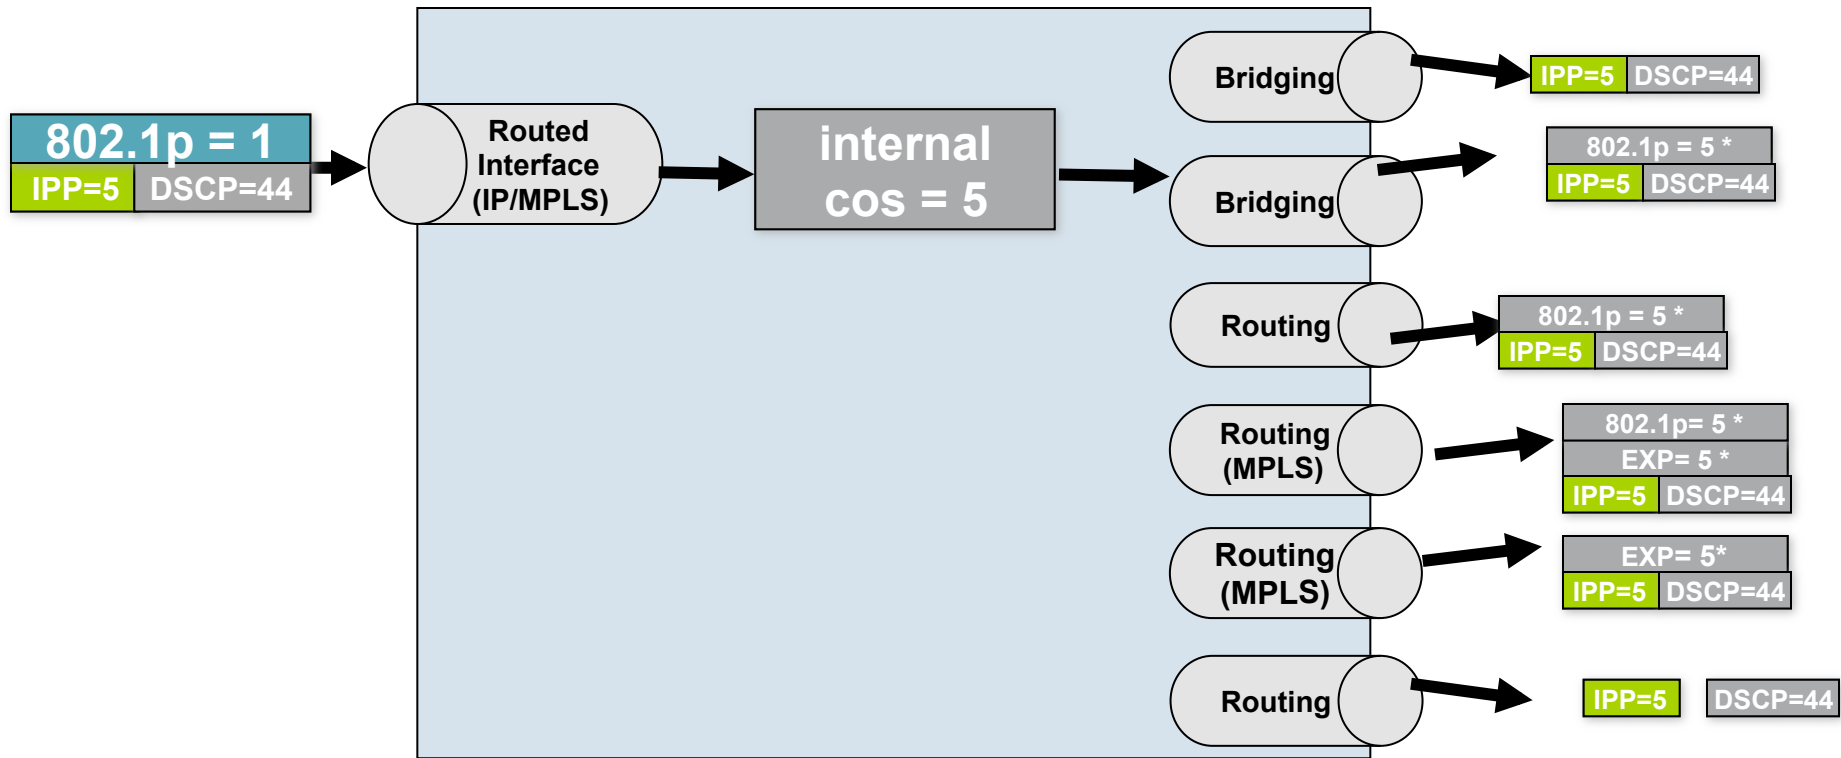 802.1p = 1
IPP=5 DSCP=44
Routed
Interface
(IP/MPLS)
internal
cos = 5
Bridging
IPP=5 DSCP=44
Bridging
802.1p = 5 *
IPP=5 DSCP=44
Routing
802.1p = 5 *
IPP=5 DSCP=44
Routing
(MPLS)
802.1p= 5 *
EXP= 5 *
IPP=5 DSCP=44
Routing
(MPLS)
EXP= 5*
IPP=5 DSCP=44
Routing
IPP=5 DSCP=44